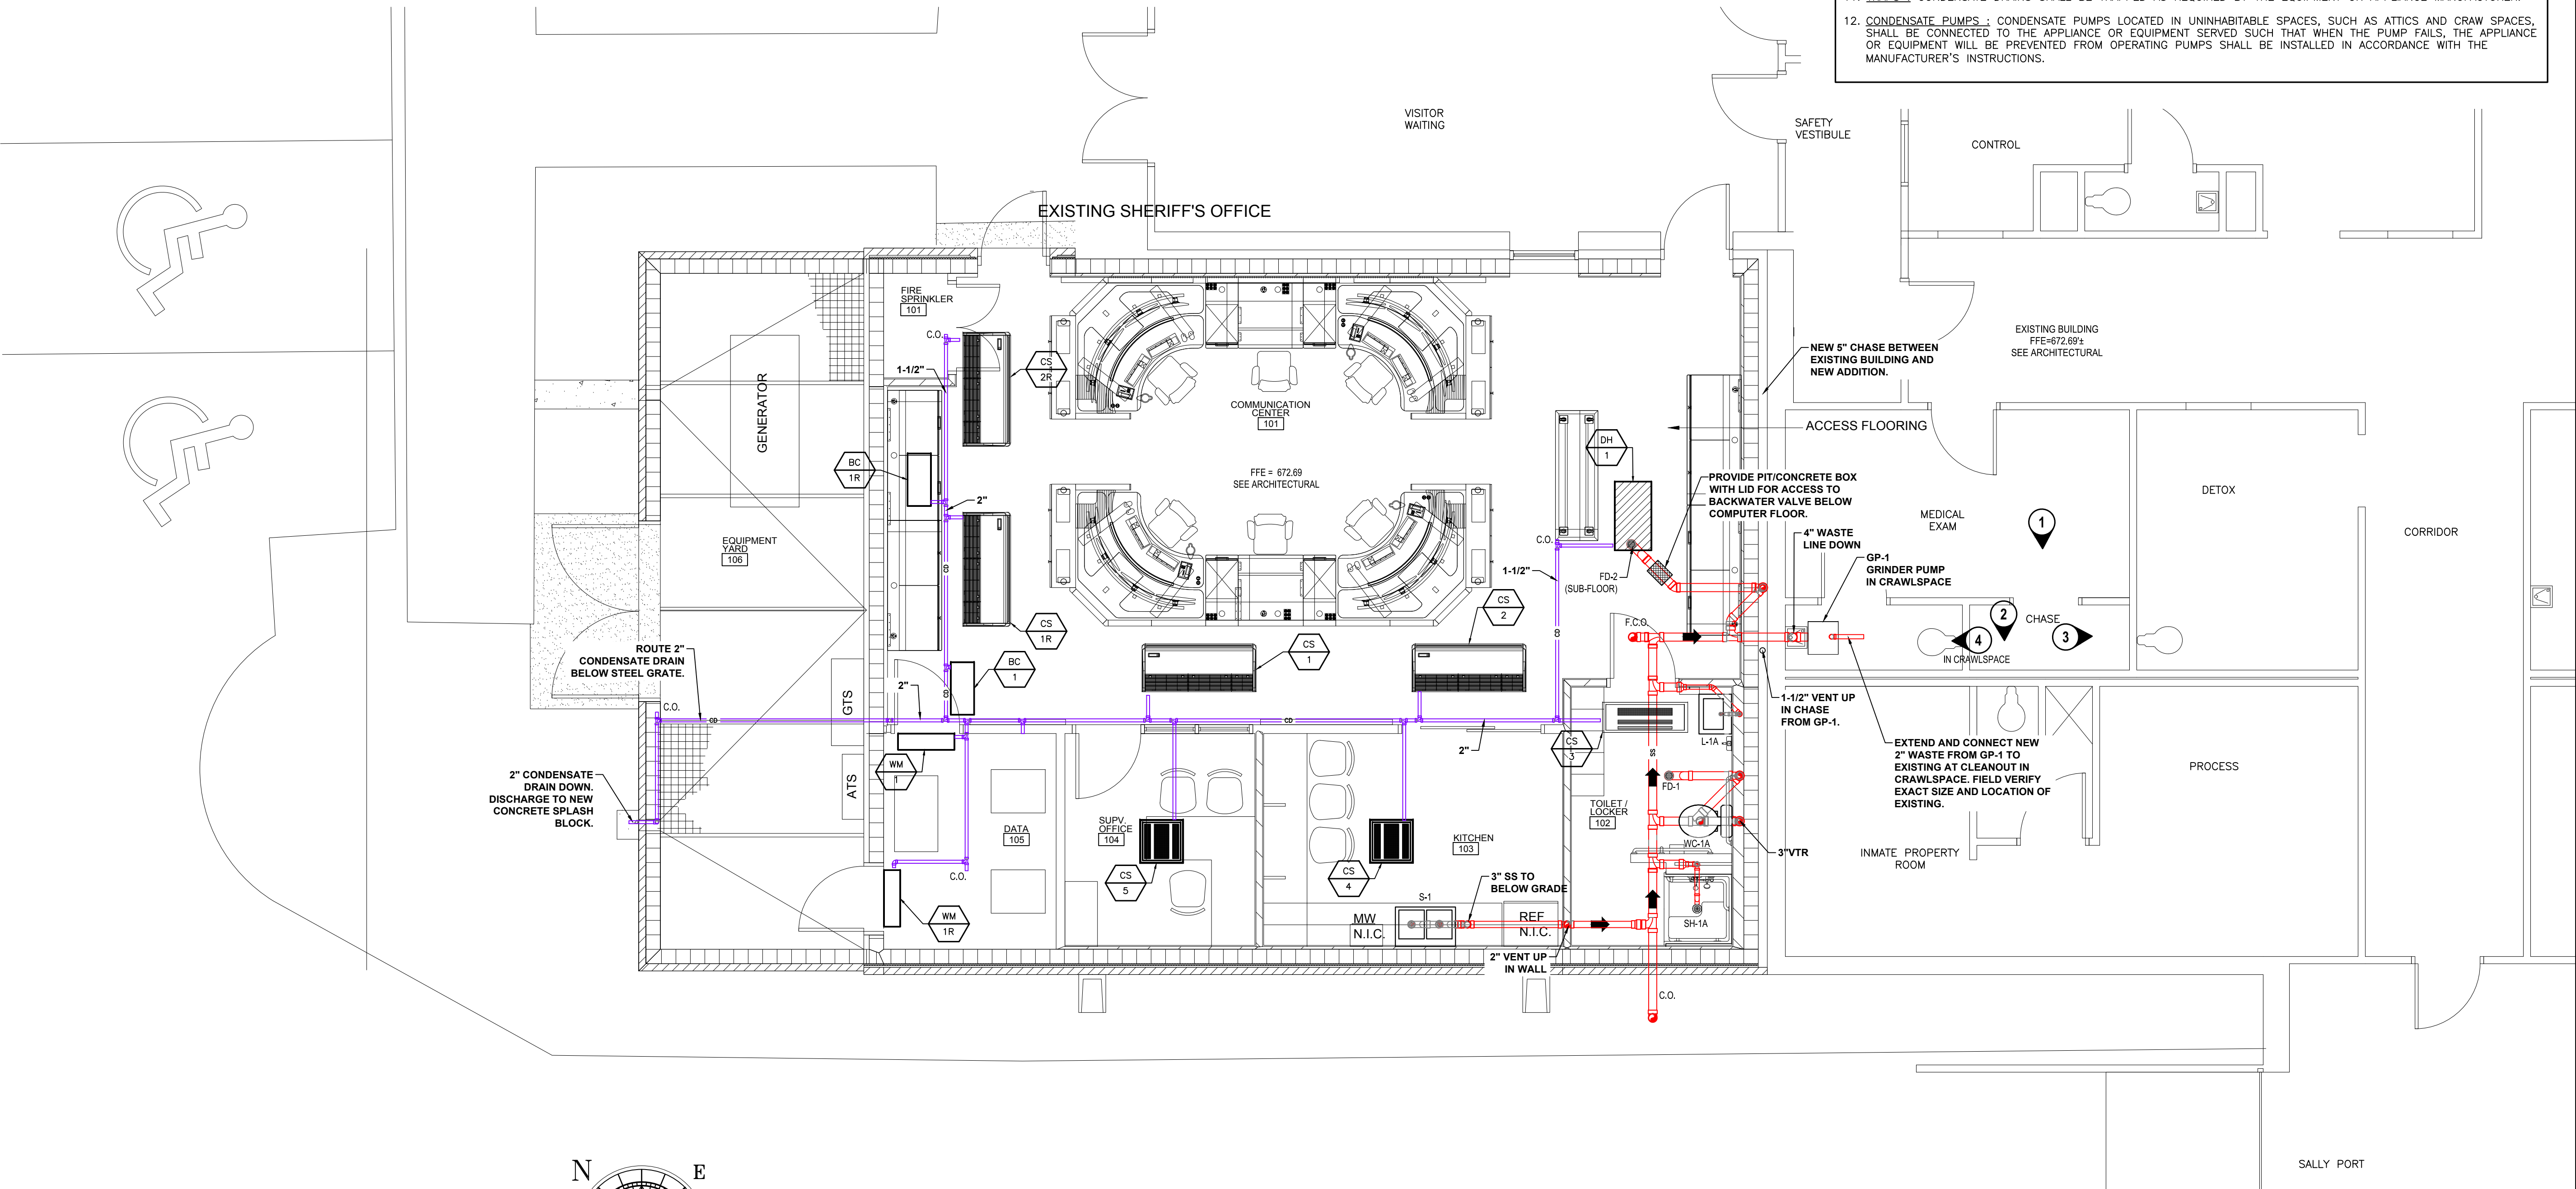 12. CONDENSATE PUMPS : CONDENSATE PUMPS LOCATED IN UNINHABITABLE SPACES, SUCH AS ATTICS AND CRAW SPACES,
SHALL BE CONNECTED TO THE APPLIANCE OR EQUIPMENT SERVED SUCH THAT WHEN THE PUMP FAILS, THE APPLIANCE
OR EQUIPMENT WILL BE PREVENTED FROM OPERATING PUMPS SHALL BE INSTALLED IN ACCORDANCE WITH THE
MANUFACTURER'S INSTRUCTIONS.
VISITOR
WAITING
SAFETY
VESTIBULE
CONTROL
EXISTING SHERIFF'S OFFICE
FIRE
SPRINKLER
101
C.O.
1-1/2"
CS
2R
GENERATOR
BC
1R
2"
COMMUNICATION
CENTER
101
FFE = 672.69
SEE ARCHITECTURAL
EXISTING BUILDING
FFE=672.69'±
SEE ARCHITECTURAL
NEW 5" CHASE BETWEEN
EXISTING BUILDING AND
NEW ADDITION.
ACCESS FLOORING
DH
1
PROVIDE PIT/CONCRETE BOX
WITH LID FOR ACCESS TO
BACKWATER VALVE BELOW
COMPUTER FLOOR.
MEDICAL
EXAM
1
DETOX
CORRIDOR
4" WASTE
LINE DOWN
GP-1
GRINDER PUMP
IN CRAWLSPACE
EQUIPMENT
YARD
106
CD
C.O.
1-1/2"
FD-2
(SUB-FLOOR)
CS
2
CS
1R
CS
1
CD
F.C.O.
2
CHASE
3
4
IN CRAWLSPACE
ROUTE 2"
CONDENSATE DRAIN
BELOW STEEL GRATE.
BC
1
CD
2"
GTS
C.O.
CD
CD
2"
1-1/2" VENT UP
IN CHASE
FROM GP-1.
CS
3
L-1A
SS
WM
1
ATS
EXTEND AND CONNECT NEW
2" WASTE FROM GP-1 TO
EXISTING AT CLEANOUT IN
CRAWLSPACE. FIELD VERIFY
EXACT SIZE AND LOCATION OF
EXISTING.
PROCESS
2" CONDENSATE
DRAIN DOWN.
DISCHARGE TO NEW
CONCRETE SPLASH
BLOCK.
FD-1
TOILET /
LOCKER
102
DATA
105
SUPV.
OFFICE
104
KITCHEN
103
WC-1A
3"VTR
INMATE PROPERTY
ROOM
C.O.
CS
5
CS
4
3" SS TO
BELOW GRADE
S-1
WM
1R
MW
N.I.C.
REF
N.I.C.
SH-1A
2" VENT UP
IN WALL
C.O.
SALLY PORT
N
E